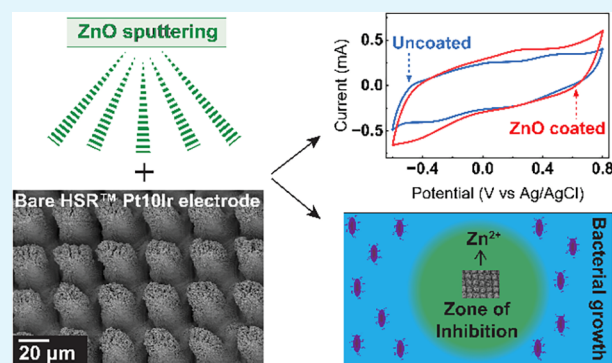 ZnO sputtering
+
Bare HSR™ Pt10Ir electrode
20 μm
Current (mA)
0.5
0.0
-0.5
Uncoated
ZnO coated
-0.4
0.0
0.4
0.8
Potential (V vs Ag/AgCl)
Zn²⁺
Zone of
Inhibition
Bacterial growth